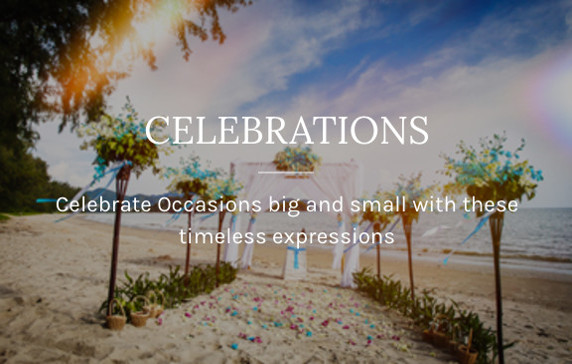 CELEBRATIONS
Celebrate Occasions big and small with these
timeless expressions